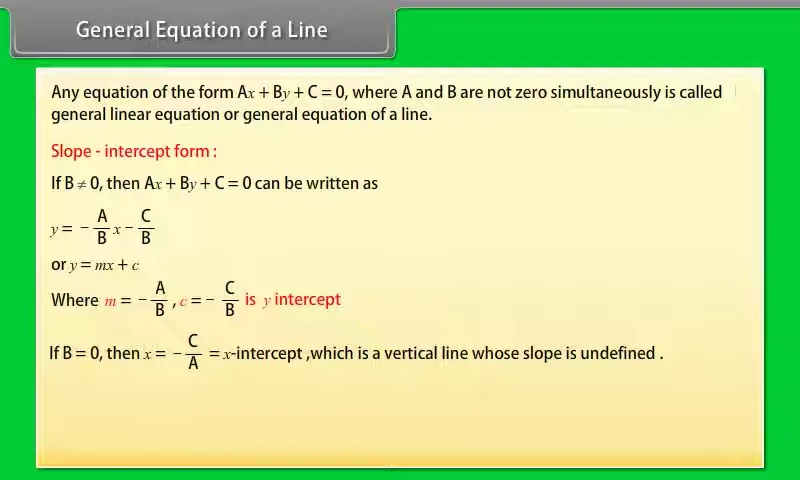 General Equation of a Line
Any equation of the form Ax + By + C = 0, where A and B are not zero simultaneously is called
general linear equation or general equation of a line.
Slope - intercept form :
If B ≠ 0, then Ax + By + C = 0 can be written as
y = - A/B x - C/B
or y = mx + c
Where m = - A/B , c = - C/B is y intercept
If B = 0, then x = - C/A = x-intercept ,which is a vertical line whose slope is undefined .